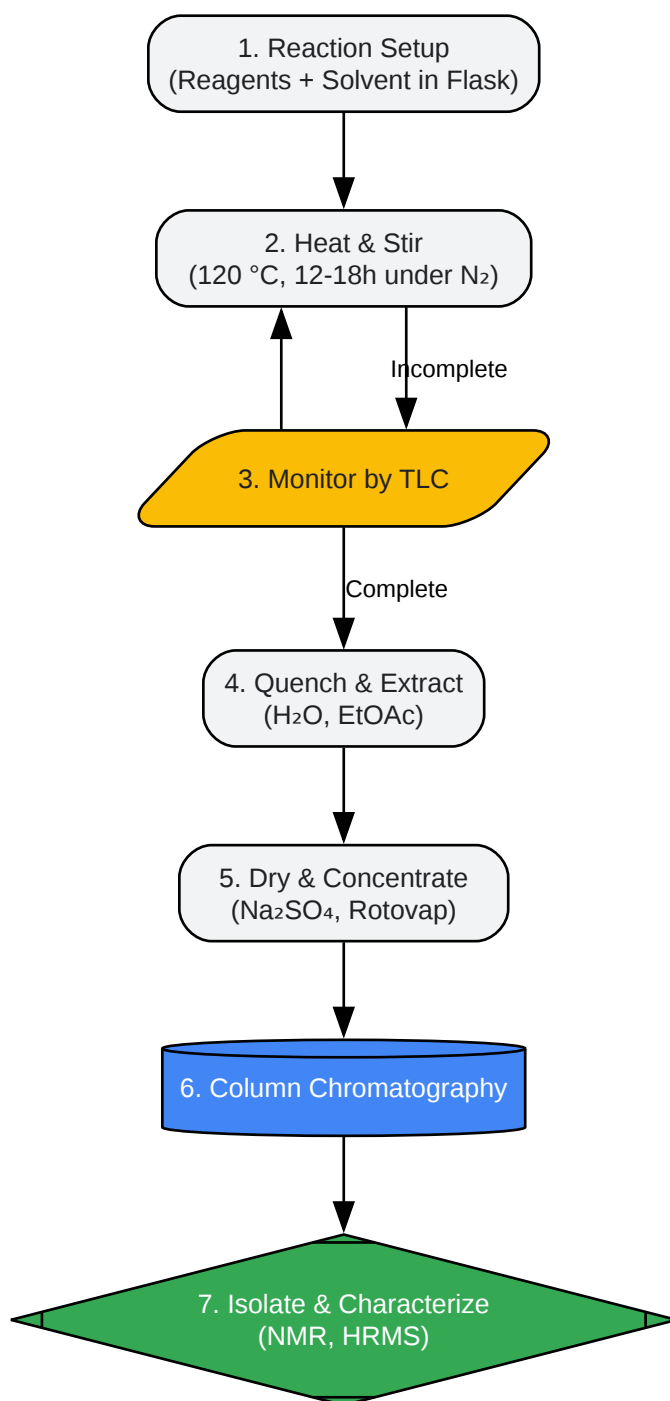 1. Reaction Setup
(Reagents + Solvent in Flask)
2. Heat & Stir
(120 °C, 12-18h under N₂)
Incomplete
3. Monitor by TLC
Complete
4. Quench & Extract
(H₂O, EtOAc)
5. Dry & Concentrate
(Na₂SO₄, Rotovap)
6. Column Chromatography
7. Isolate & Characterize
(NMR, HRMS)